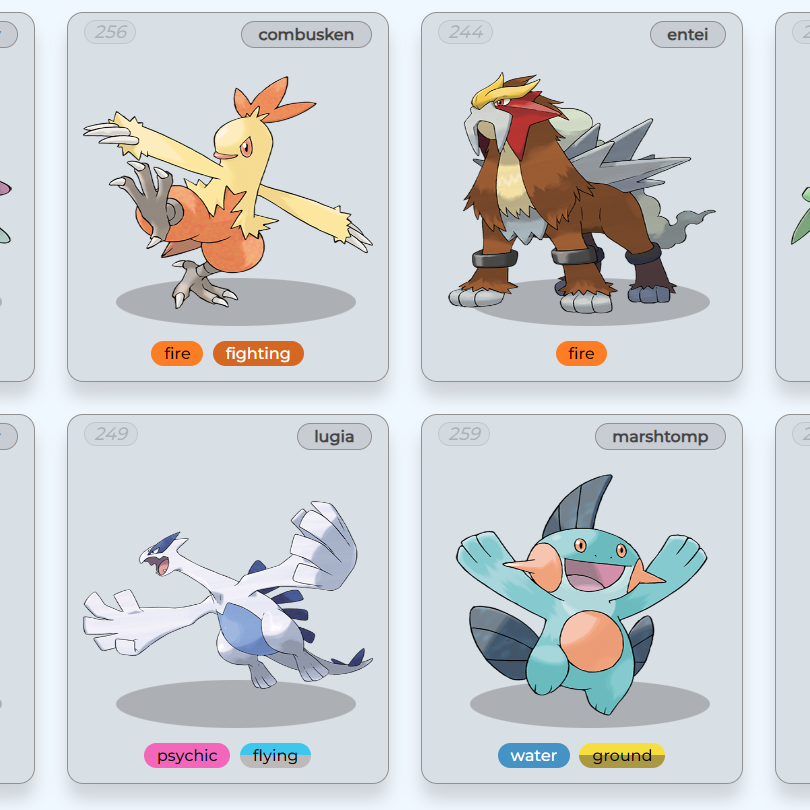 256 combusken
244 entei
fire fighting
fire
249 lugia
259 marshtomp
psychic flying
water ground